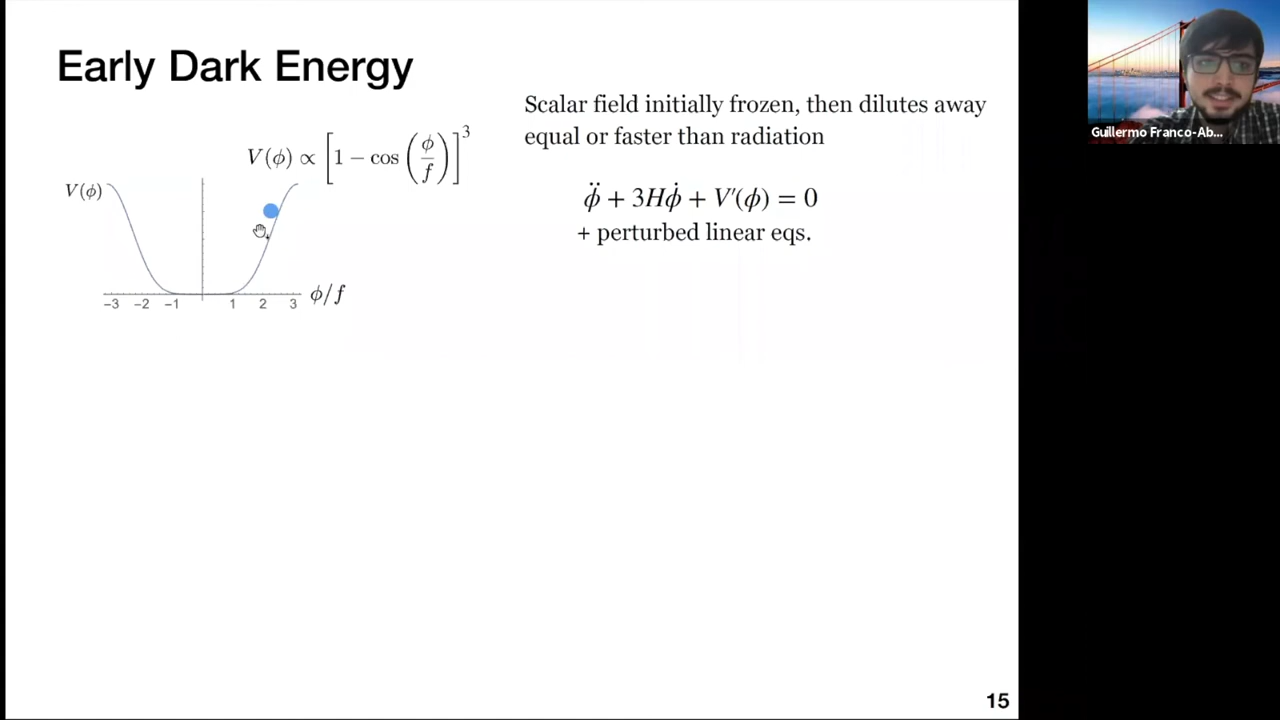 Early Dark Energy
Scalar field initially frozen, then dilutes away
equal or faster than radiation
V(ϕ) ∝ [1 − cos (ϕ/f)]³
V(ϕ)
−3 −2 −1 1 2 3 ϕ/f
ϕ̈ + 3Hϕ̇ + V′(ϕ) = 0
+ perturbed linear eqs.
Guillermo Franco-Ab...
15